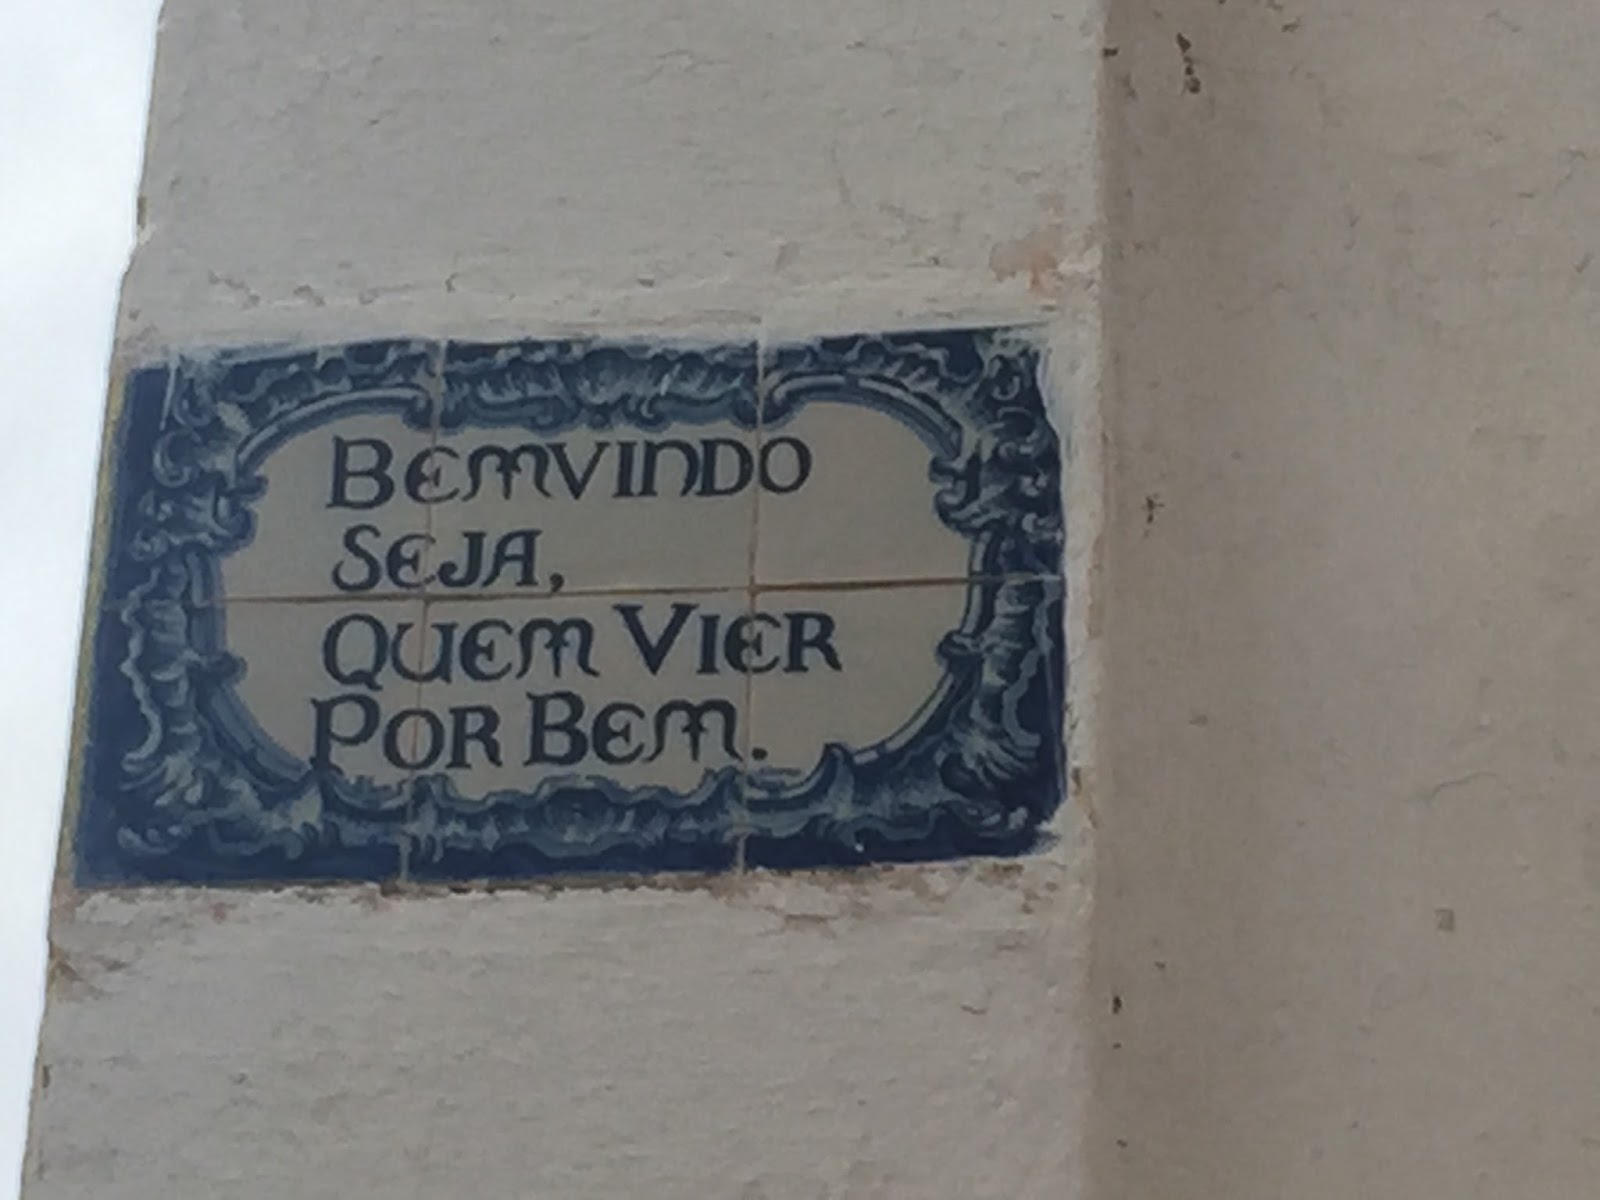 BEMVINDO
SEJA,
QUEM VIER
POR BEM.